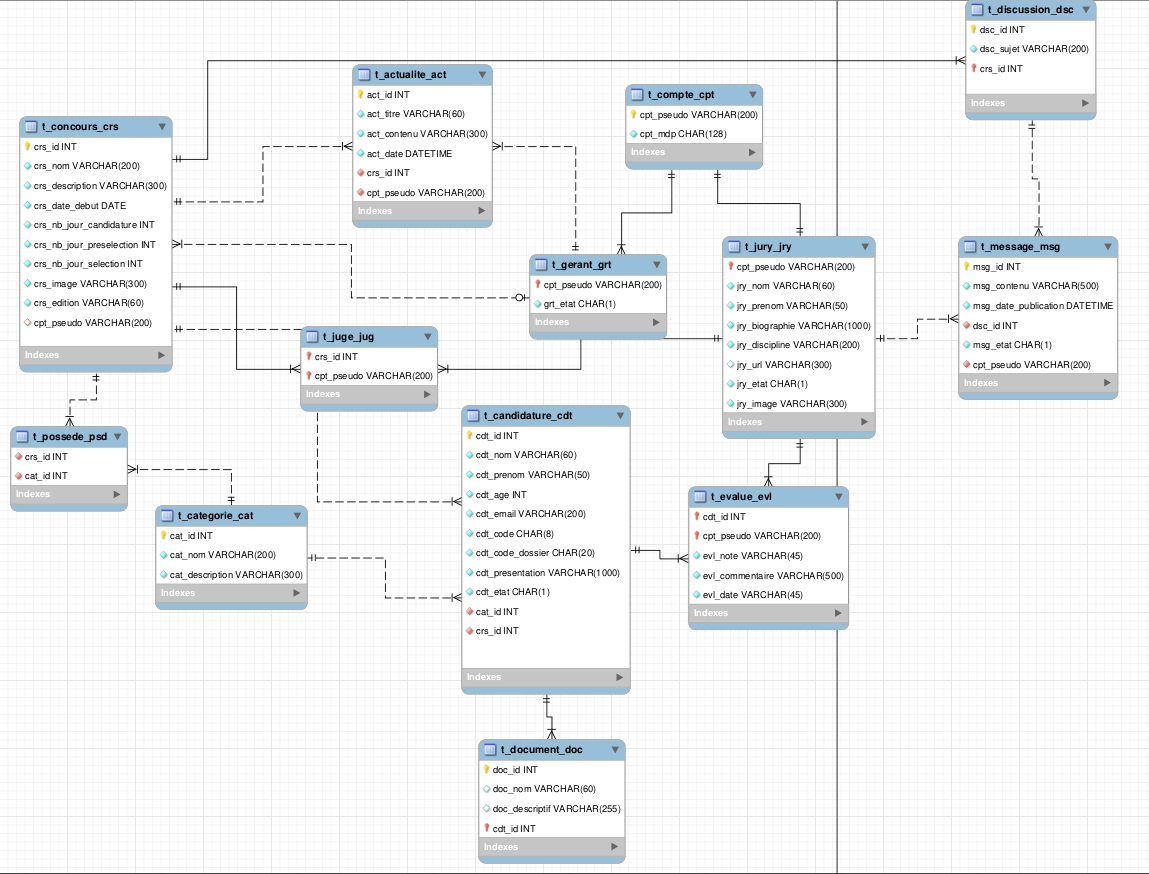 t_discussion_dsc
dsc_id INT
dsc_sujet VARCHAR(200)
crs_id INT
Indexes
t_actualite_act
act_id INT
act_titre VARCHAR(60)
act_contenu VARCHAR(300)
act_date DATETIME
crs_id INT
cpt_pseudo VARCHAR(200)
Indexes
t_compte_cpt
cpt_pseudo VARCHAR(200)
cpt_mdp CHAR(128)
Indexes
t_concours_crs
crs_id INT
crs_nom VARCHAR(200)
crs_description VARCHAR(300)
crs_date_debut DATE
crs_nb_jour_candidature INT
crs_nb_jour_preselection INT
crs_nb_jour_selection INT
crs_image VARCHAR(300)
crs_edition VARCHAR(60)
cpt_pseudo VARCHAR(200)
Indexes
t_gerant_grt
cpt_pseudo VARCHAR(200)
grt_etat CHAR(1)
Indexes
t_jury_jry
cpt_pseudo VARCHAR(200)
jry_nom VARCHAR(60)
jry_prenom VARCHAR(50)
jry_biographie VARCHAR(1000)
jry_discipline VARCHAR(200)
jry_url VARCHAR(300)
jry_etat CHAR(1)
jry_image VARCHAR(300)
Indexes
t_message_msg
msg_id INT
msg_contenu VARCHAR(500)
msg_date_publication DATETIME
dsc_id INT
msg_etat CHAR(1)
cpt_pseudo VARCHAR(200)
Indexes
t_juge_jug
crs_id INT
cpt_pseudo VARCHAR(200)
Indexes
t_possede_psd
crs_id INT
cat_id INT
Indexes
t_categorie_cat
cat_id INT
cat_nom VARCHAR(200)
cat_description VARCHAR(300)
Indexes
t_candidature_cdt
cdt_id INT
cdt_nom VARCHAR(60)
cdt_prenom VARCHAR(50)
cdt_age INT
cdt_email VARCHAR(200)
cdt_code CHAR(8)
cdt_code_dossier CHAR(20)
cdt_presentation VARCHAR(1000)
cdt_etat CHAR(1)
cat_id INT
crs_id INT
Indexes
t_evalue_evl
cdt_id INT
cpt_pseudo VARCHAR(200)
evl_note VARCHAR(45)
evl_commentaire VARCHAR(500)
evl_date VARCHAR(45)
Indexes
t_document_doc
doc_id INT
doc_nom VARCHAR(60)
doc_descriptif VARCHAR(255)
cdt_id INT
Indexes